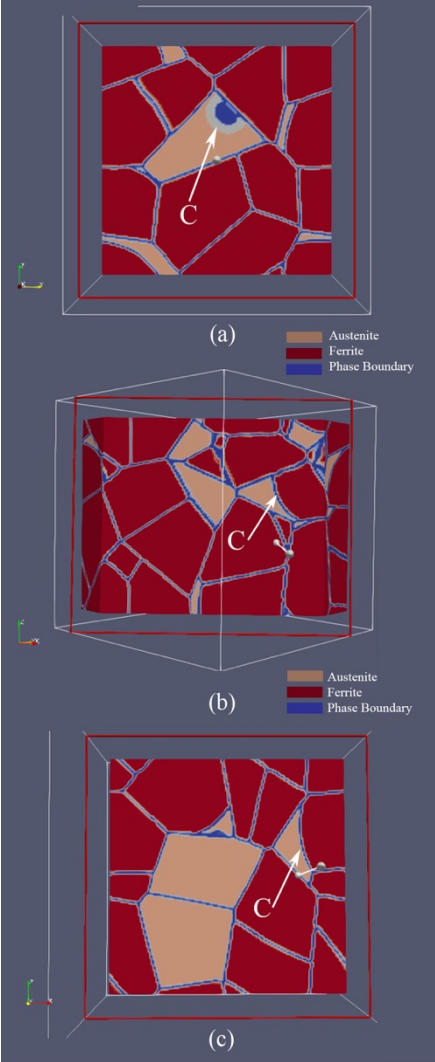 C
(a)
Austenite
Ferrite
Phase Boundary
C
(b)
Austenite
Ferrite
Phase Boundary
C
(c)